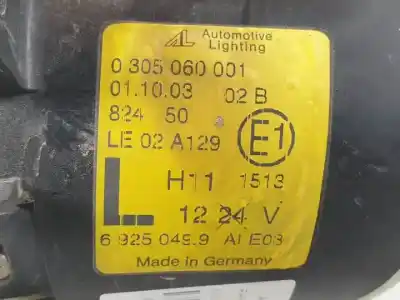 Automotive
Lighting
0 305 060 001
01.10.03 02 B
824 50
LE 02 A129 E1
H11 1513
L
12 24 V
6 925 049.9 AI E03
Made in Germany